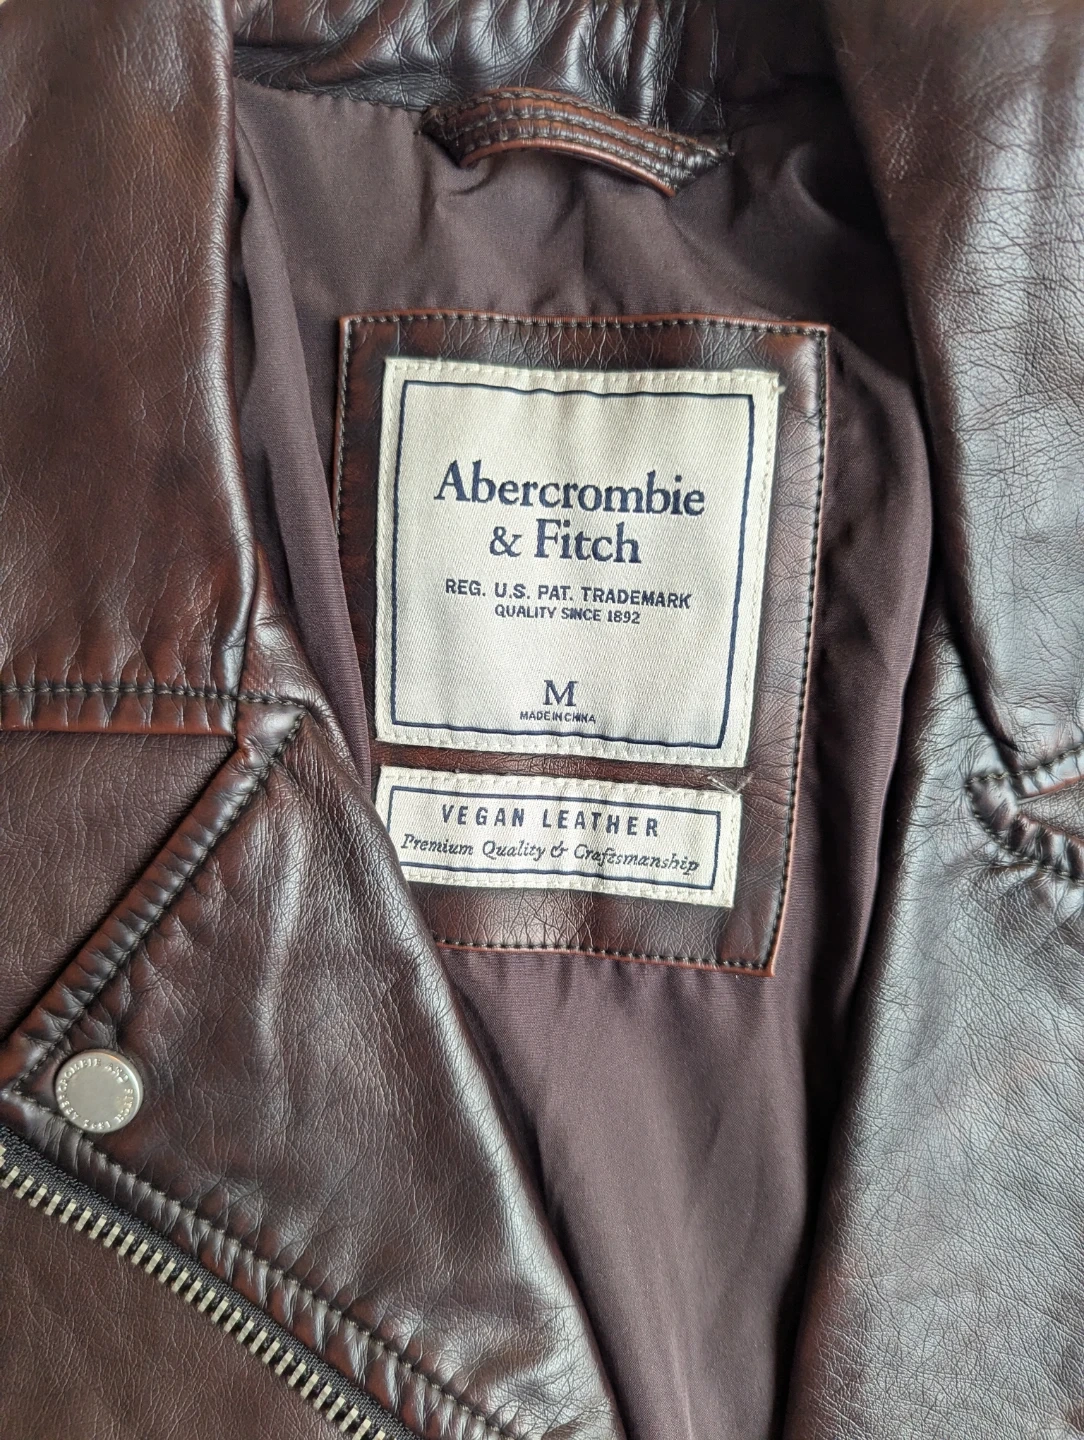 Abercrombie
& Fitch
REG. U.S. PAT. TRADEMARK
QUALITY SINCE 1892
M
MADE IN CHINA
VEGAN LEATHER
Premium Quality & Craftsmanship